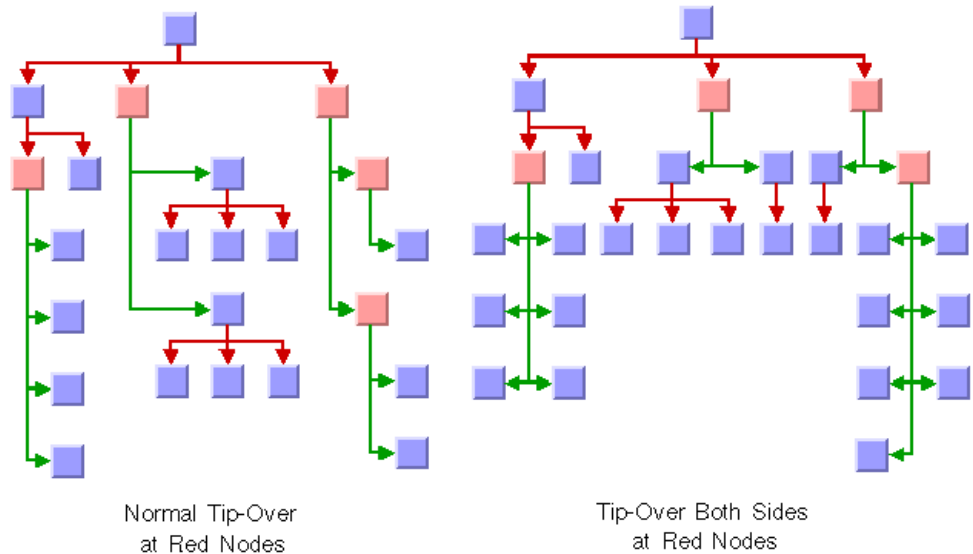 Normal Tip-Over
at Red Nodes
Tip-Over Both Sides
at Red Nodes